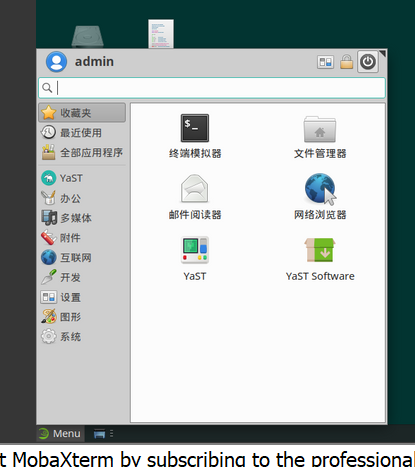 admin
收藏夹
最近使用
全部应用程序
YaST
办公
多媒体
附件
互联网
开发
设置
图形
系统
终端模拟器
文件管理器
邮件阅读器
网络浏览器
YaST
YaST Software
Menu
t MobaXterm by subscribing to the professional